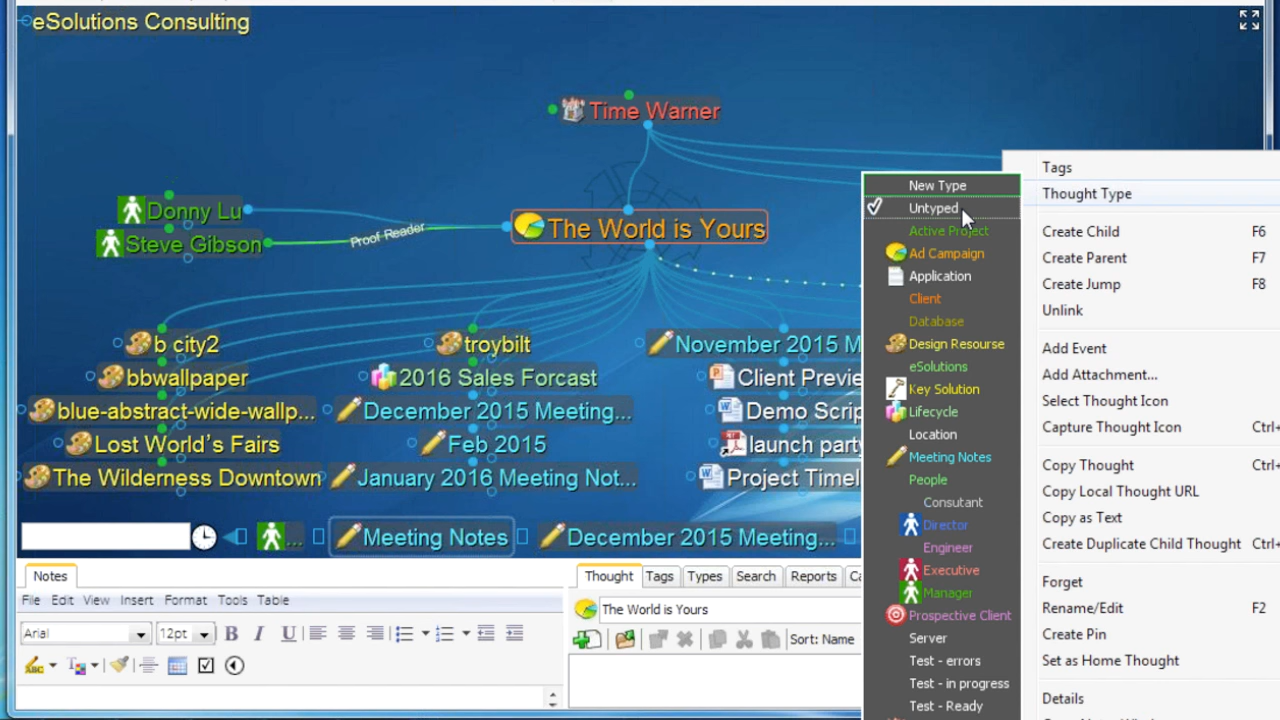 eSolutions Consulting
Time Warner
Donny Lu
Steve Gibson
Proof Reader
The World is Yours
b city2
bbwallpaper
blue-abstract-wide-wallp...
Lost World's Fairs
The Wilderness Downtown
troybilt
2016 Sales Forcast
December 2015 Meeting...
Feb 2015
January 2016 Meeting Not...
November 2015 M
Client Previe
Demo Scrip
launch party
Project Timel
...
Meeting Notes
December 2015 Meeting...
New Type
Untyped
Active Project
Ad Campaign
Application
Client
Database
Design Resourse
eSolutions
Key Solution
Lifecycle
Location
Meeting Notes
People
Consutant
Director
Engineer
Executive
Manager
Prospective Client
Server
Test - errors
Test - in progress
Test - Ready
Tags
Thought Type
Create Child F6
Create Parent F7
Create Jump F8
Unlink
Add Event
Add Attachment...
Select Thought Icon
Capture Thought Icon Ctrl+
Copy Thought Ctrl+
Copy Local Thought URL
Copy as Text
Create Duplicate Child Thought Ctrl+
Forget
Rename/Edit F2
Create Pin
Set as Home Thought
Details
Notes
File Edit View Insert Format Tools Table
Arial 12pt B I U
ABC T
Thought Tags Types Search Reports Ca
The World is Yours
Sort: Name